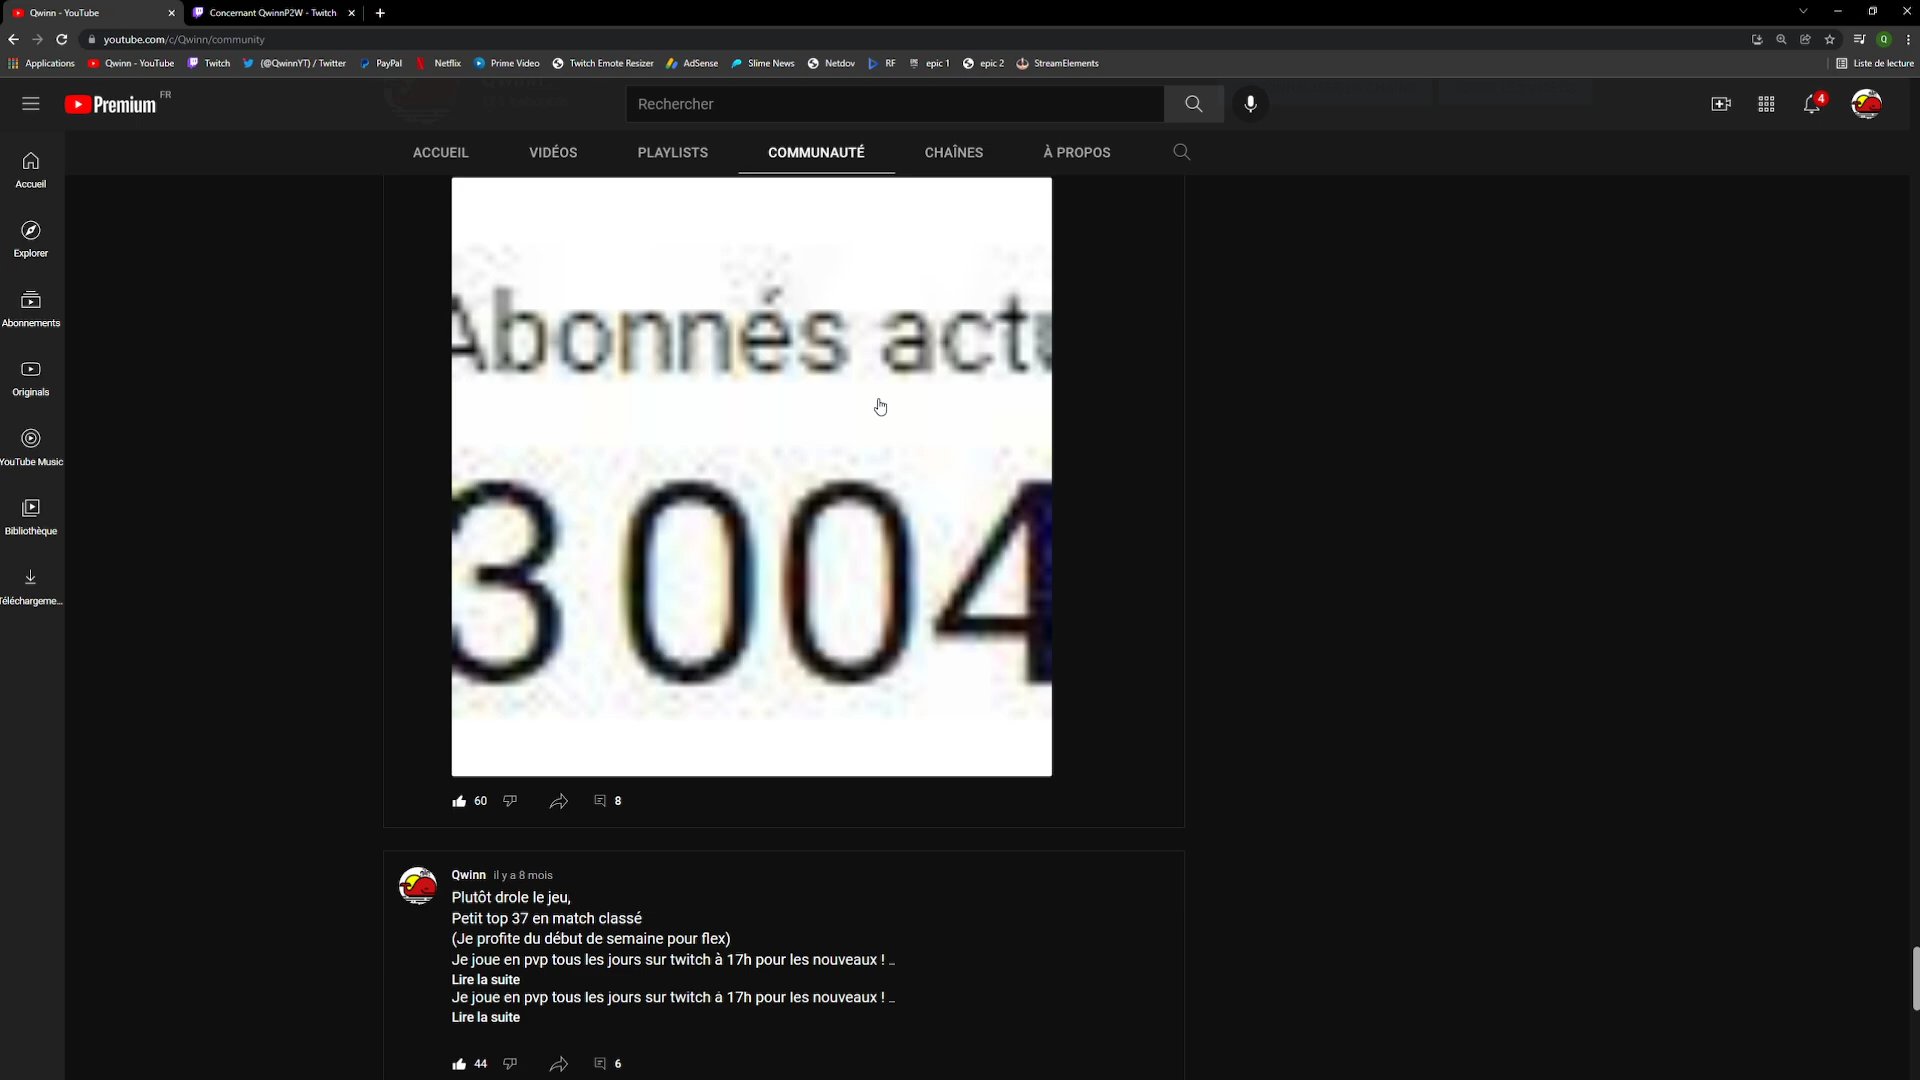 Qwinn - YouTube
Concernant QwinnP2W - Twitch
youtube.com/c/Qwinn/community
Applications
Qwinn - YouTube
Twitch
(@QwinnYT) / Twitter
PayPal
Netflix
Prime Video
Twitch Emote Resizer
AdSense
Slime News
Netdov
RF
epic 1
epic 2
StreamElements
Liste de lecture
Premium FR
Rechercher
4
ACCUEIL
VIDÉOS
PLAYLISTS
COMMUNAUTÉ
CHAÎNES
À PROPOS
Accueil
Explorer
Abonnements
Originals
YouTube Music
Bibliothèque
Téléchargeme...
Abonnés actu
3 004
60
8
Qwinn il y a 8 mois
Plutôt drole le jeu,
Petit top 37 en match classé
(Je profite du début de semaine pour flex)
Je joue en pvp tous les jours sur twitch à 17h pour les nouveaux ! ...
Lire la suite
Je joue en pvp tous les jours sur twitch à 17h pour les nouveaux ! ...
Lire la suite
44
6